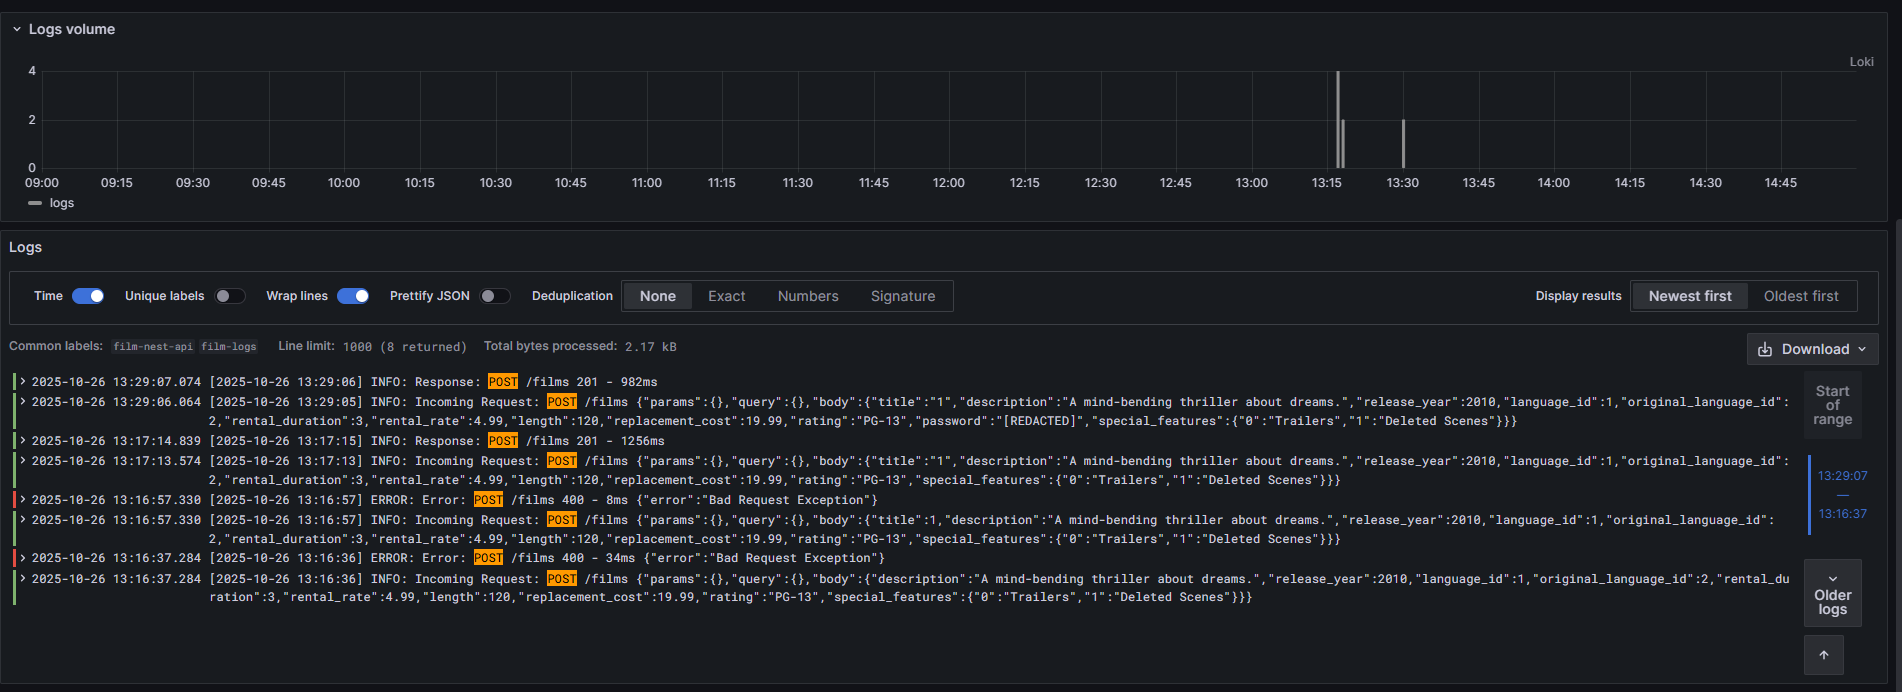 Logs volume
Loki
4
2
0
09:00 09:15 09:30 09:45 10:00 10:15 10:30 10:45 11:00 11:15 11:30 11:45 12:00 12:15 12:30 12:45 13:00 13:15 13:30 13:45 14:00 14:15 14:30 14:45
logs
Logs
Time Unique labels Wrap lines Prettify JSON Deduplication None Exact Numbers Signature Display results Newest first Oldest first
Common labels: film-nest-api film-logs Line limit: 1000 (8 returned) Total bytes processed: 2.17 kB
Download
2025-10-26 13:29:07.074 [2025-10-26 13:29:06] INFO: Response: POST /films 201 - 982ms
2025-10-26 13:29:06.064 [2025-10-26 13:29:05] INFO: Incoming Request: POST /films {"params":{},"query":{},"body":{"title":"1","description":"A mind-bending thriller about dreams.","release_year":2010,"language_id":1,"original_language_id":
2,"rental_duration":3,"rental_rate":4.99,"length":120,"replacement_cost":19.99,"rating":"PG-13","password":"[REDACTED]","special_features":{"0":"Trailers","1":"Deleted Scenes"}}}
2025-10-26 13:17:14.839 [2025-10-26 13:17:15] INFO: Response: POST /films 201 - 1256ms
2025-10-26 13:17:13.574 [2025-10-26 13:17:13] INFO: Incoming Request: POST /films {"params":{},"query":{},"body":{"title":"1","description":"A mind-bending thriller about dreams.","release_year":2010,"language_id":1,"original_language_id":
2,"rental_duration":3,"rental_rate":4.99,"length":120,"replacement_cost":19.99,"rating":"PG-13","special_features":{"0":"Trailers","1":"Deleted Scenes"}}}
2025-10-26 13:16:57.330 [2025-10-26 13:16:57] ERROR: Error: POST /films 400 - 8ms {"error":"Bad Request Exception"}
2025-10-26 13:16:57.330 [2025-10-26 13:16:57] INFO: Incoming Request: POST /films {"params":{},"query":{},"body":{"title":1,"description":"A mind-bending thriller about dreams.","release_year":2010,"language_id":1,"original_language_id":
2,"rental_duration":3,"rental_rate":4.99,"length":120,"replacement_cost":19.99,"rating":"PG-13","special_features":{"0":"Trailers","1":"Deleted Scenes"}}}
2025-10-26 13:16:37.284 [2025-10-26 13:16:36] ERROR: Error: POST /films 400 - 34ms {"error":"Bad Request Exception"}
2025-10-26 13:16:37.284 [2025-10-26 13:16:36] INFO: Incoming Request: POST /films {"params":{},"query":{},"body":{"description":"A mind-bending thriller about dreams.","release_year":2010,"language_id":1,"original_language_id":2,"rental_du
ration":3,"rental_rate":4.99,"length":120,"replacement_cost":19.99,"rating":"PG-13","special_features":{"0":"Trailers","1":"Deleted Scenes"}}}
Start
of
range
13:29:07
—
13:16:37
Older
logs